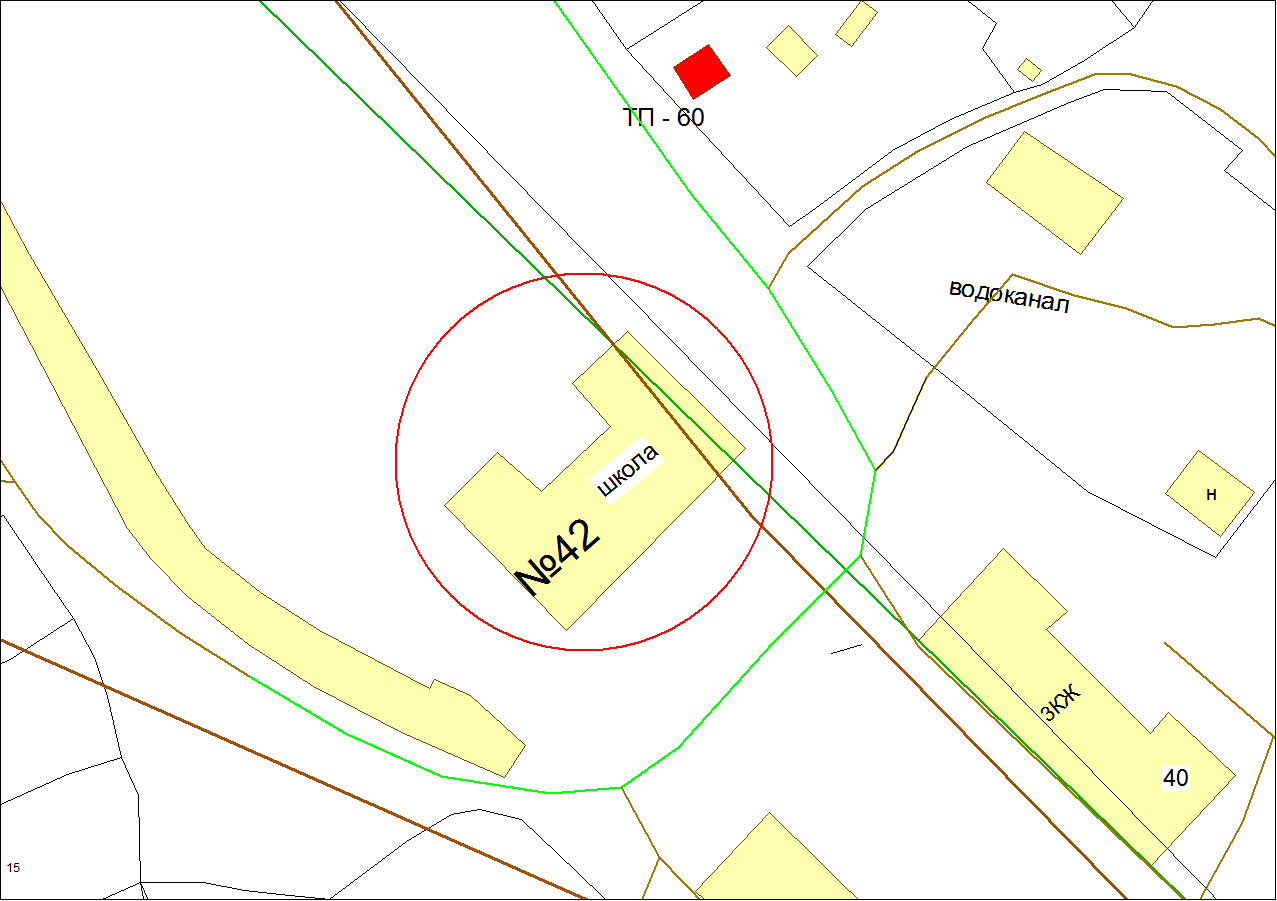 ТП - 60
водоканал
школа
№42
н
зкж
40
15